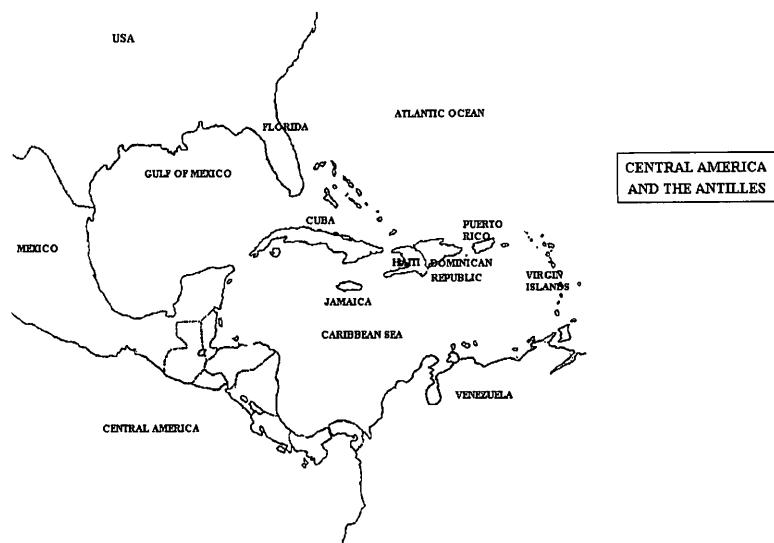 USA
ATLANTIC OCEAN
FLORIDA
CENTRAL AMERICA
AND THE ANTILLES
GULF OF MEXICO
CUBA
PUERTO
RICO
MEXICO
HAITI
DOMINICAN
REPUBLIC
VIRGIN
ISLANDS
JAMAICA
CARIBBEAN SEA
VENEZUELA
CENTRAL AMERICA